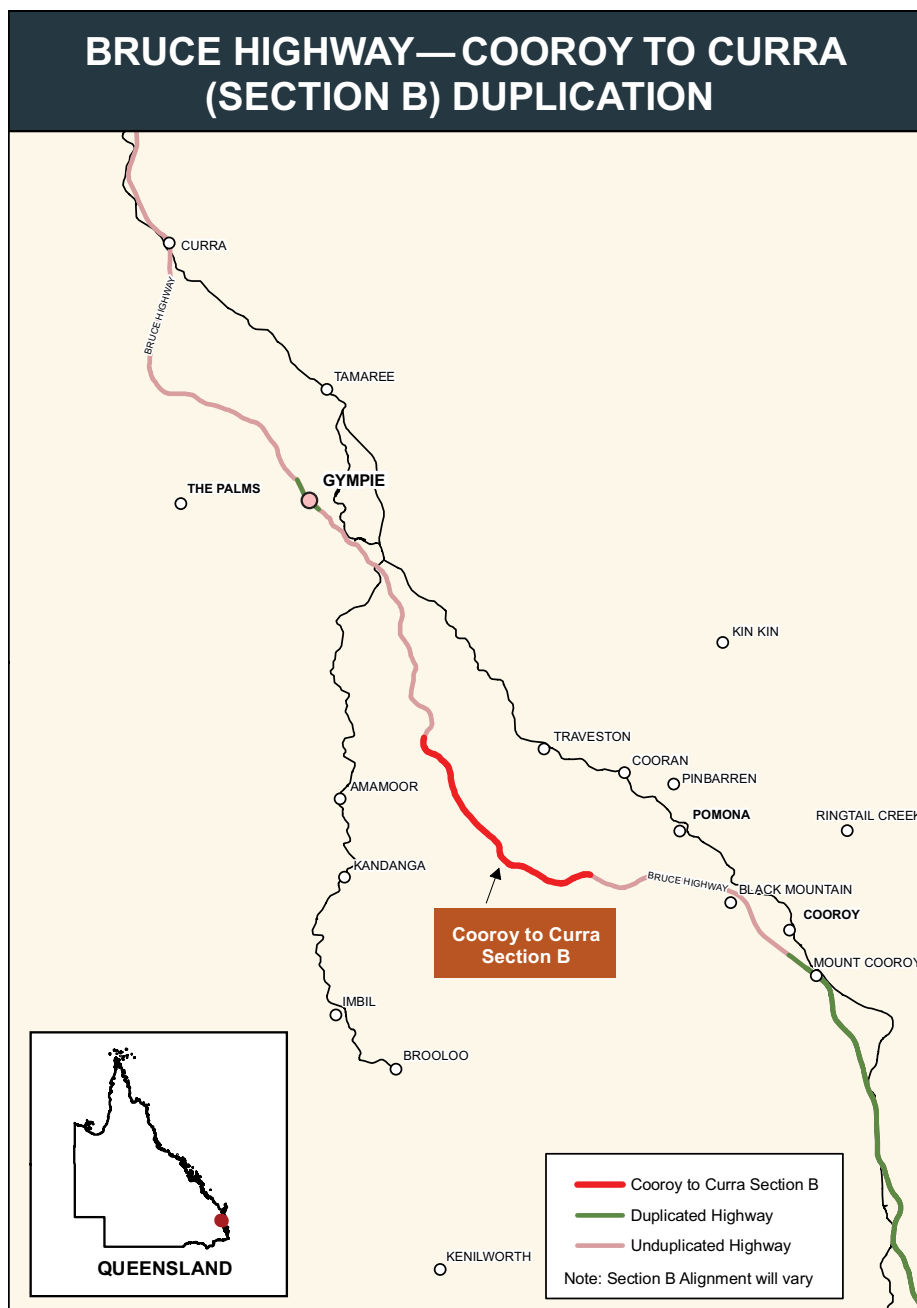 BRUCE HIGHWAY—COOROY TO CURRA
(SECTION B) DUPLICATION
CURRA
BRUCE HIGHWAY
TAMAREE
THE PALMS
GYMPIE
KIN KIN
TRAVESTON
COORAN
PINBARREN
AMAMOOR
POMONA
RINGTAIL CREEK
KANDANGA
BRUCE HIGHWAY
BLACK MOUNTAIN
COOROY
Cooroy to Curra
Section B
MOUNT COOROY
IMBIL
BROOLOO
KENILWORTH
QUEENSLAND
Cooroy to Curra Section B
Duplicated Highway
Unduplicated Highway
Note: Section B Alignment will vary